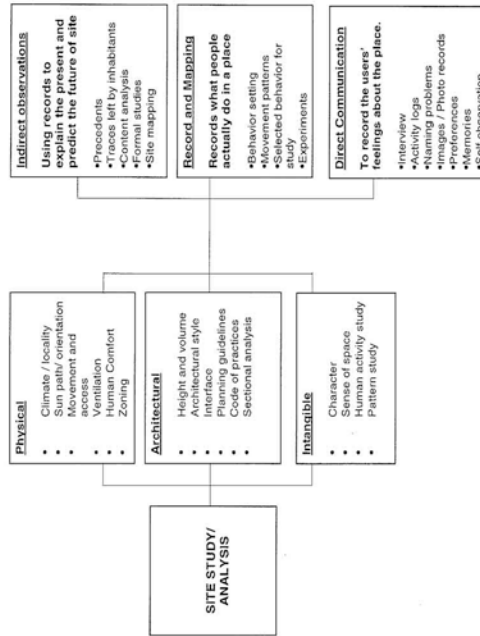 SITE STUDY/
ANALYSIS
Physical
• Climate / locality
• Sun path/ orientation
• Movement and
access
• Ventilation
• Human Comfort
• Zoning
Architectural
• Height and volume
• Architectural style
• Interface
• Planning guidelines
• Code of practices
• Sectional analysis
Intangible
• Character
• Sense of space
• Human activity study
• Pattern study
Indirect observations
Using records to
explain the present and
predict the future of site
•Precedents
•Traces left by inhabitants
•Content analysis
•Formal studies
•Site mapping
Record and Mapping
Records what people
actually do in a place
•Behavior setting
•Movement patterns
•Selected behavior for
study
•Experiments
Direct Communication
To record the users'
feelings about the place.
•Interview
•Activity logs
•Naming problems
•Images / Photo records
•Preferences
•Memories
•Self observation